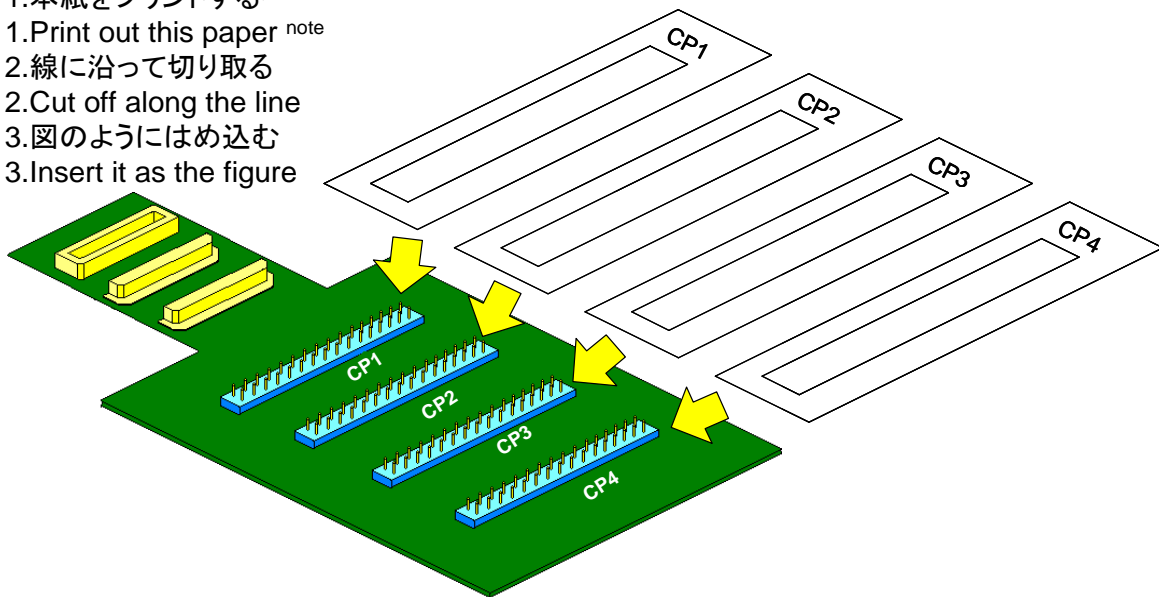 1.本紙をプリントする
1.Print out this paper note
2.線に沿って切り取る
2.Cut off along the line
3.図のようにはめ込む
3.Insert it as the figure
CP1
CP2
CP3
CP4
CP1
CP2
CP3
CP4